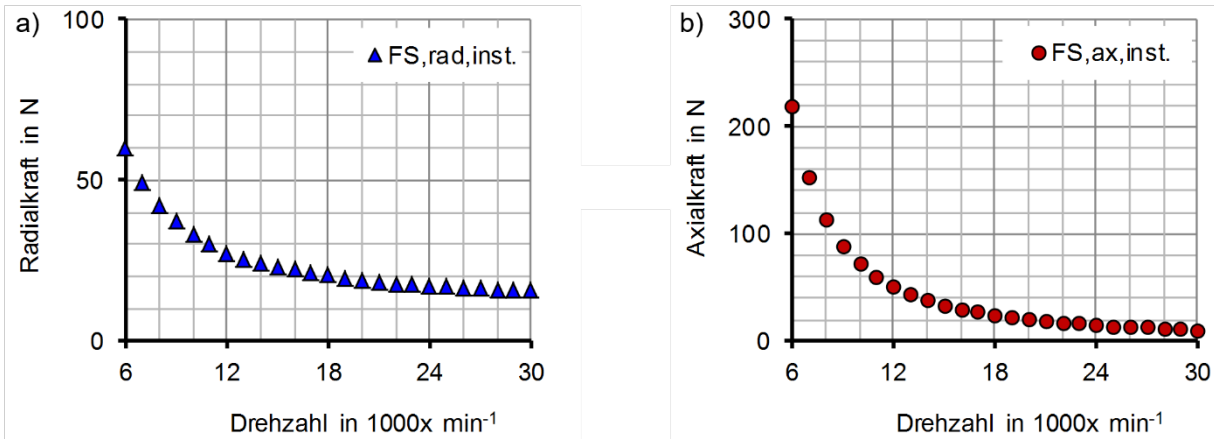 a)
100
50
0
Radialkraft in N
FS,rad,inst.
6 12 18 24 30
Drehzahl in 1000x min⁻¹
b)
300
200
100
0
Axialkraft in N
FS,ax,inst.
6 12 18 24 30
Drehzahl in 1000x min⁻¹